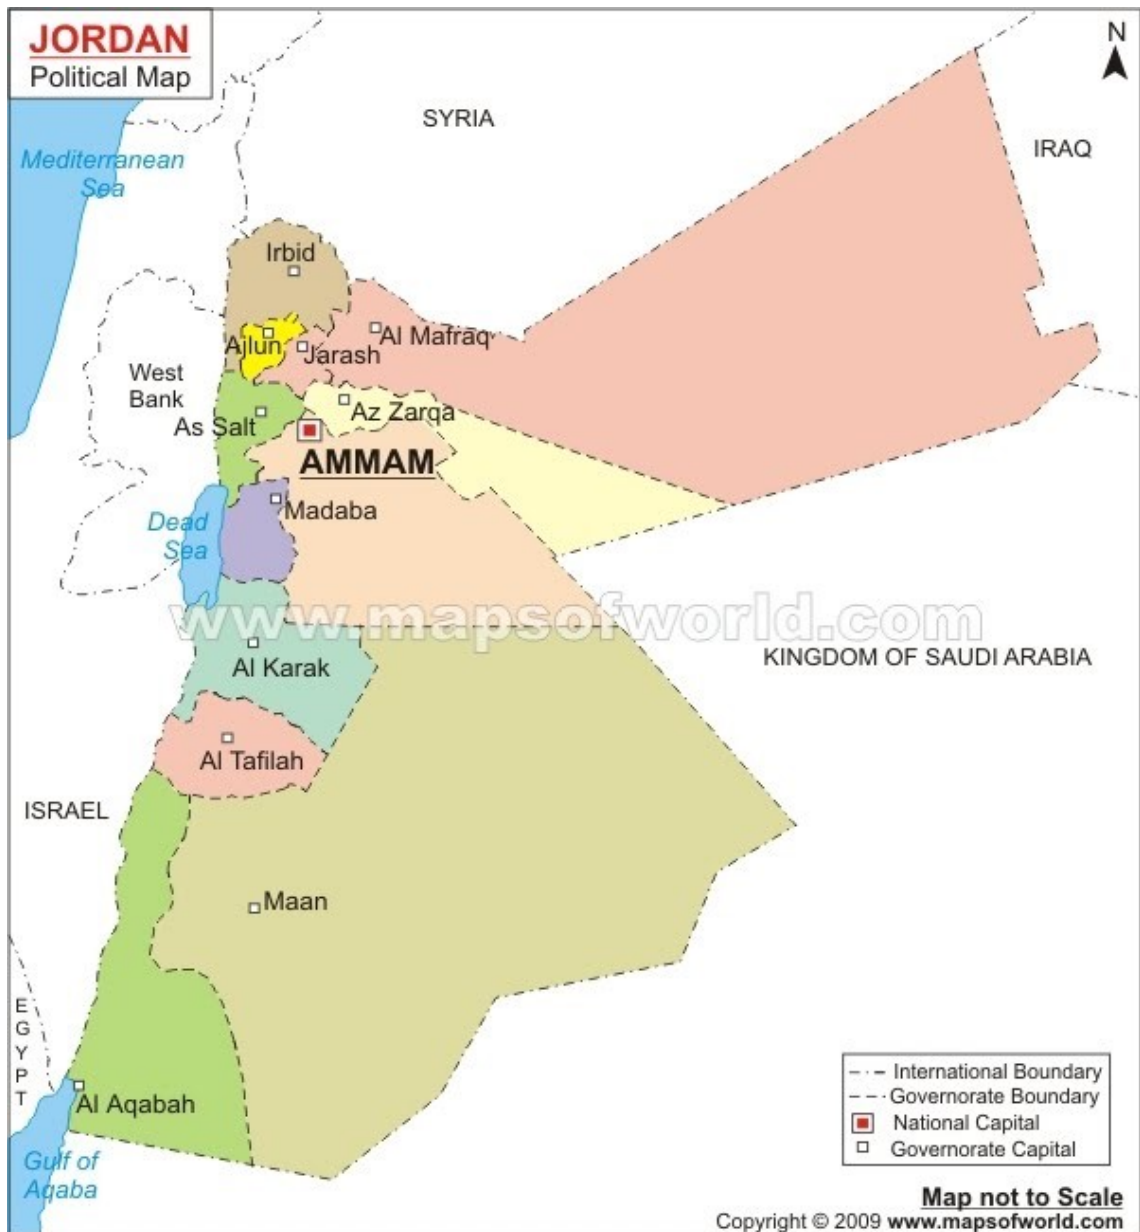 JORDAN
Political Map
N
SYRIA
IRAQ
Mediterranean
Sea
Irbid
Ajlun
Jarash
Al Mafraq
West
Bank
As Salt
Az Zarqa
AMMAM
Madaba
Dead
Sea
www.mapsofworld.com
Al Karak
KINGDOM OF SAUDI ARABIA
Al Tafilah
ISRAEL
Maan
EGYPT
Al Aqabah
Gulf of
Aqaba
International Boundary
Governorate Boundary
National Capital
Governorate Capital
Map not to Scale
Copyright © 2009 www.mapsofworld.com